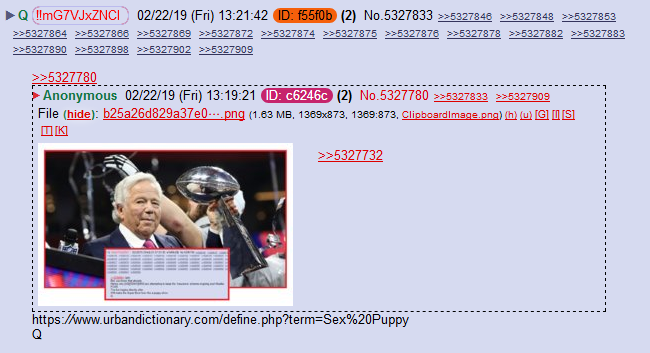 Q !!mG7VJxZNCI 02/22/19 (Fri) 13:21:42 ID: f55f0b (2) No.5327833 >>5327846 >>5327848 >>5327853
>>5327864 >>5327866 >>5327869 >>5327872 >>5327874 >>5327875 >>5327876 >>5327878 >>5327882 >>5327883
>>5327890 >>5327898 >>5327902 >>5327909
>>5327780
Anonymous 02/22/19 (Fri) 13:19:21 ID: c6246c (2) No.5327780 >>5327833 >>5327909
File (hide): b25a26d829a37e0⋯.png (1.63 MB, 1369x873, 1369:873, ClipboardImage.png) (h) (u) [G] [I] [S]
[T] [K]
>>5327732
https://www.urbandictionary.com/define.php?term=Sex%20Puppy
Q